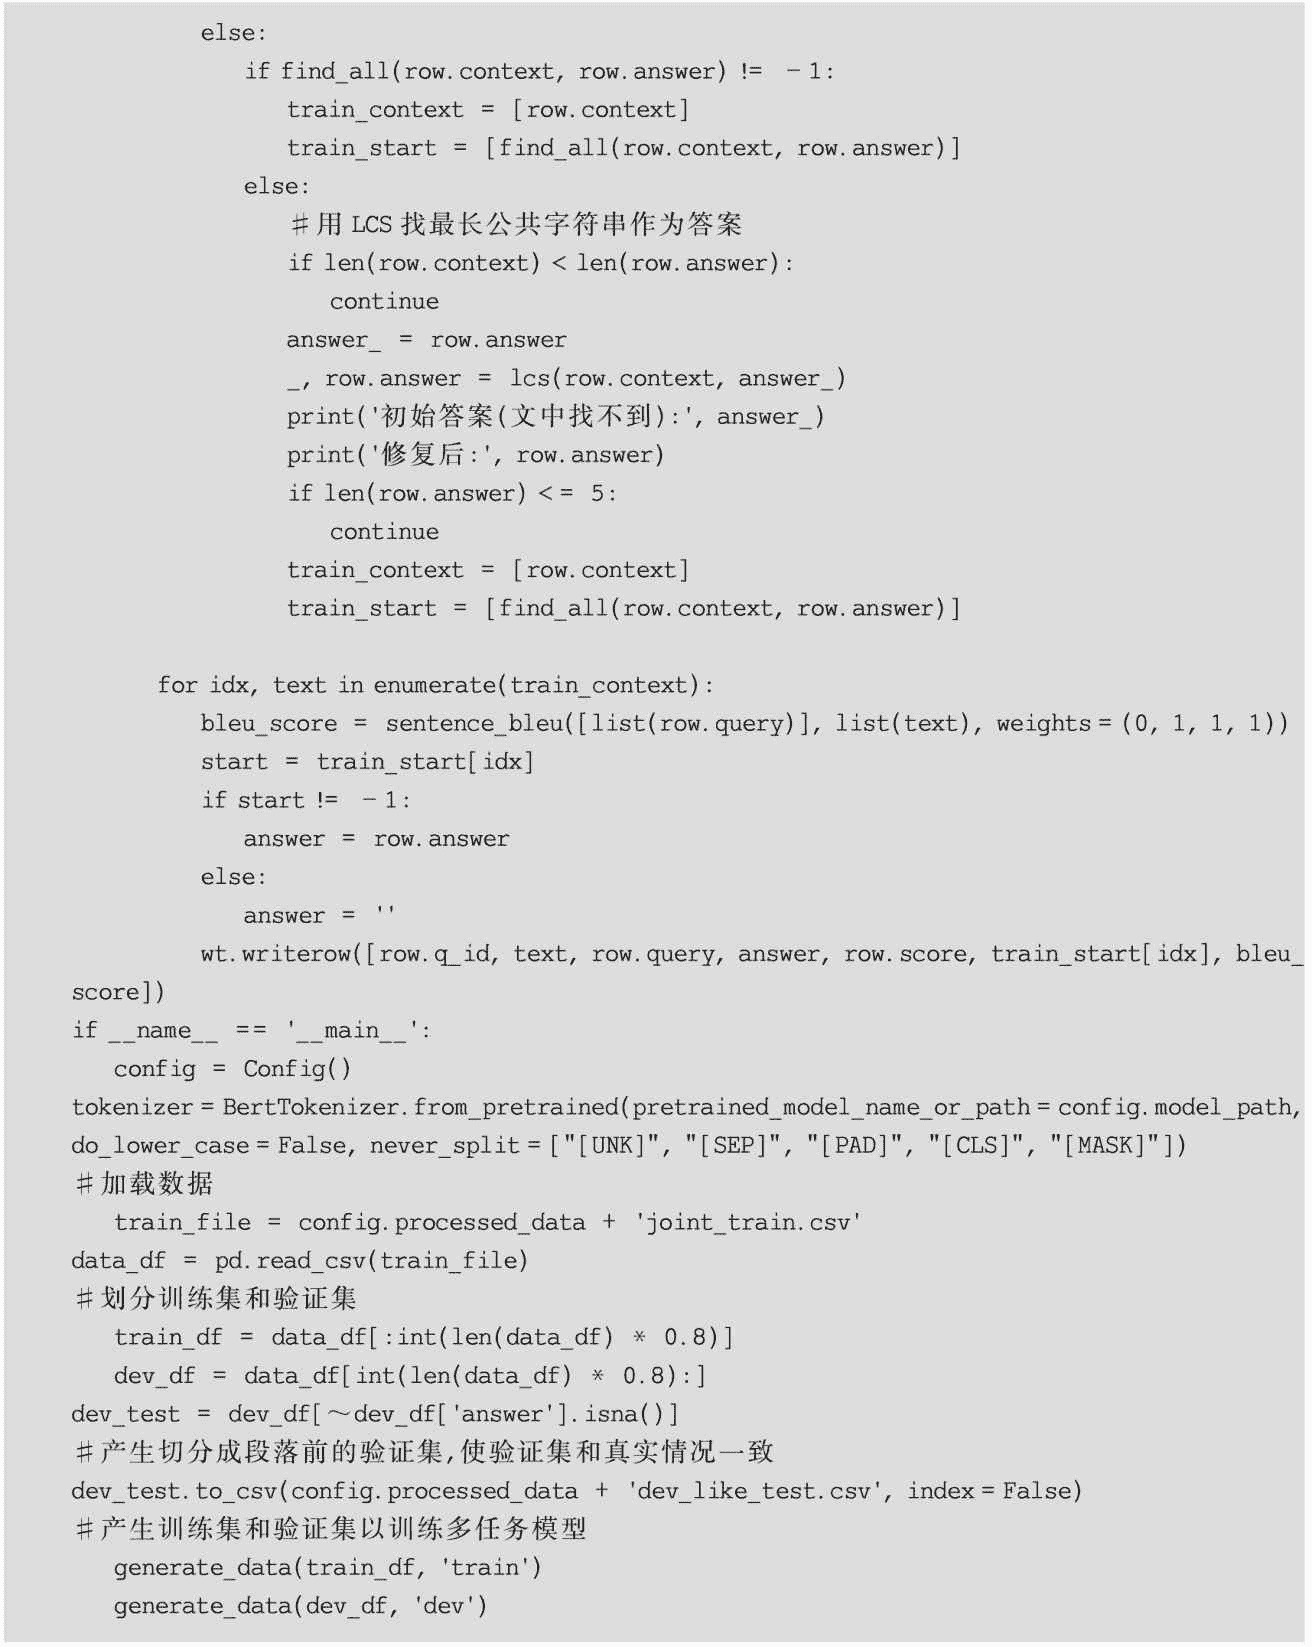 else:
if find_all(row.context, row.answer) != -1:
train_context = [row.context]
train_start = [find_all(row.context, row.answer)]
else:
#用 LCS 找最长公共字符串作为答案
if len(row.context) < len(row.answer):
continue
answer_ = row.answer
_, row.answer = lcs(row.context, answer_)
print('初始答案(文中找不到):', answer_)
print('修复后:', row.answer)
if len(row.answer) <= 5:
continue
train_context = [row.context]
train_start = [find_all(row.context, row.answer)]
for idx, text in enumerate(train_context):
bleu_score = sentence_bleu([list(row.query)], list(text), weights = (0, 1, 1, 1))
start = train_start[idx]
if start != -1:
answer = row.answer
else:
answer = ''
wt.writerow([row.q_id, text, row.query, answer, row.score, train_start[idx], bleu_
score])
if __name__ == '__main__':
config = Config()
tokenizer = BertTokenizer.from_pretrained(pretrained_model_name_or_path = config.model_path,
do_lower_case = False, never_split = ["[UNK]", "[SEP]", "[PAD]", "[CLS]", "[MASK]"])
#加载数据
train_file = config.processed_data + 'joint_train.csv'
data_df = pd.read_csv(train_file)
#划分训练集和验证集
train_df = data_df[:int(len(data_df) * 0.8)]
dev_df = data_df[int(len(data_df) * 0.8):]
dev_test = dev_df[~dev_df['answer'].isna()]
#产生切分成段落前的验证集,使验证集和真实情况一致
dev_test.to_csv(config.processed_data + 'dev_like_test.csv', index = False)
#产生训练集和验证集以训练多任务模型
generate_data(train_df, 'train')
generate_data(dev_df, 'dev')